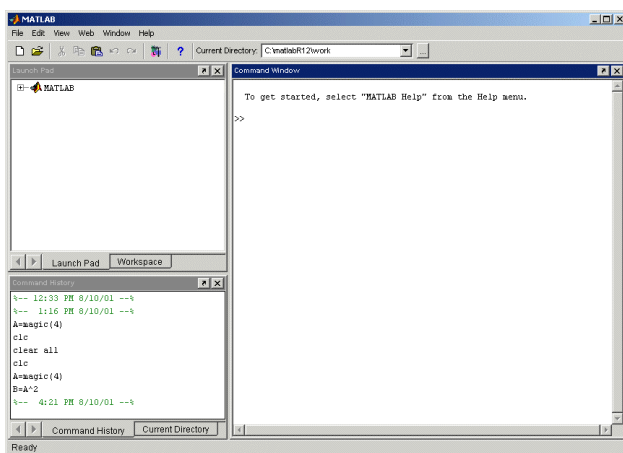 MATLAB
File Edit View Web Window Help
? Current Directory: C:\matlabR12\work ...
Launch Pad
MATLAB
Launch Pad Workspace
Command History
%-- 12:33 PM 8/10/01 --%
%-- 1:16 PM 8/10/01 --%
A=magic(4)
clc
clear all
clc
A=magic(4)
B=A^2
%-- 4:21 PM 8/10/01 --%
Command History Current Directory
Command Window
To get started, select "MATLAB Help" from the Help menu.
>>
Ready